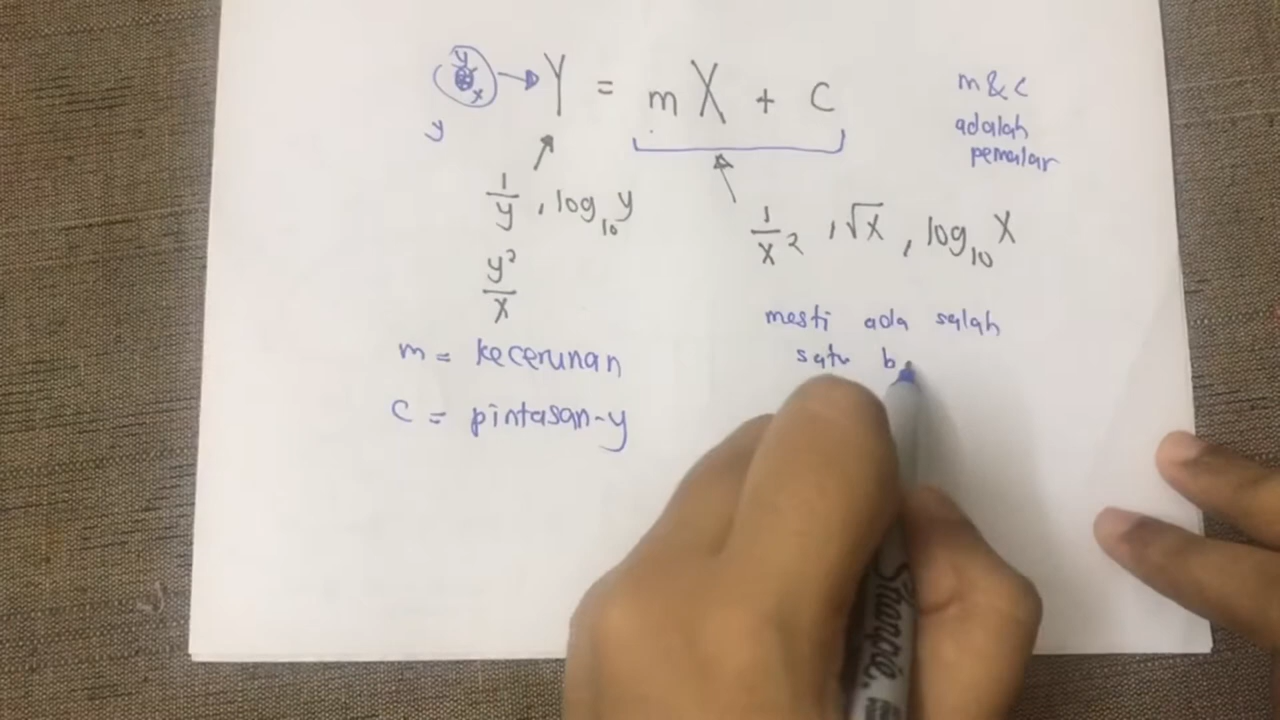 y
x
Y = mX + C
y
m & c
adalah
pemalar
1/y , log₁₀ y
y²/x
1/x² , √x , log₁₀ X
mesti ada salah
satu b
m = kecerunan
C = pintasan-y
Sharpie.